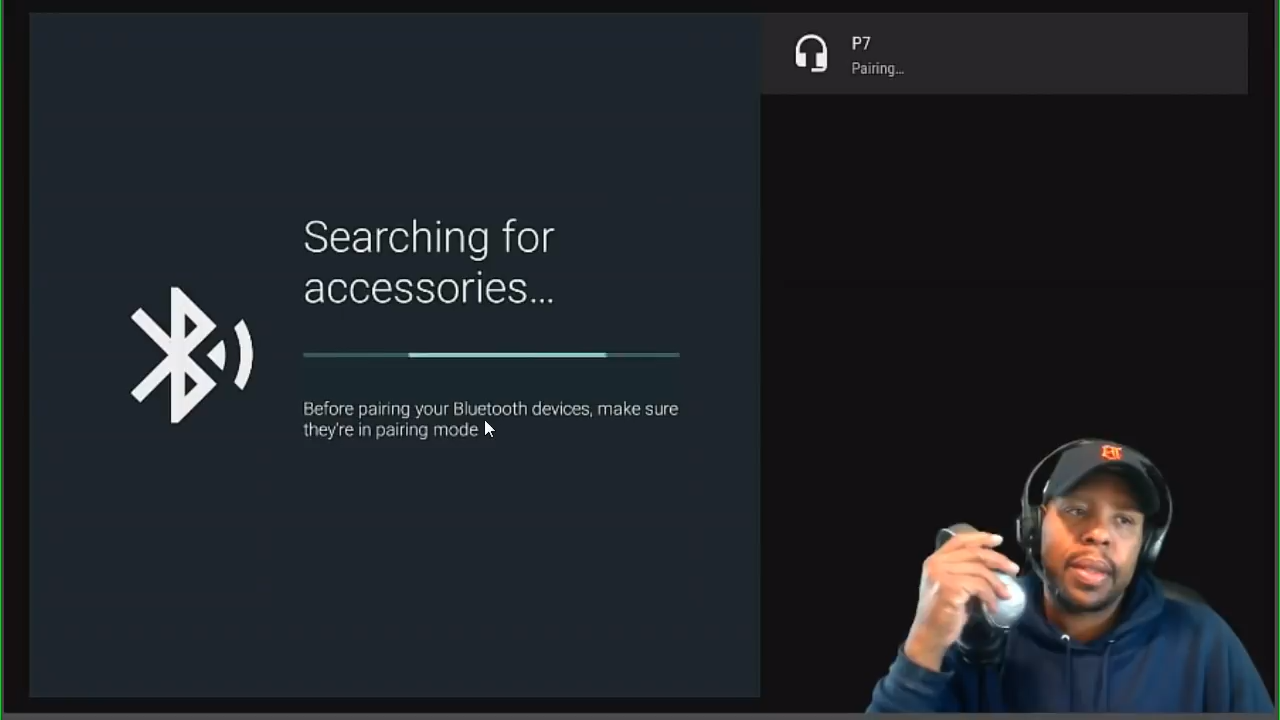 P7
Pairing...
Searching for
accessories...
Before pairing your Bluetooth devices, make sure
they're in pairing mode